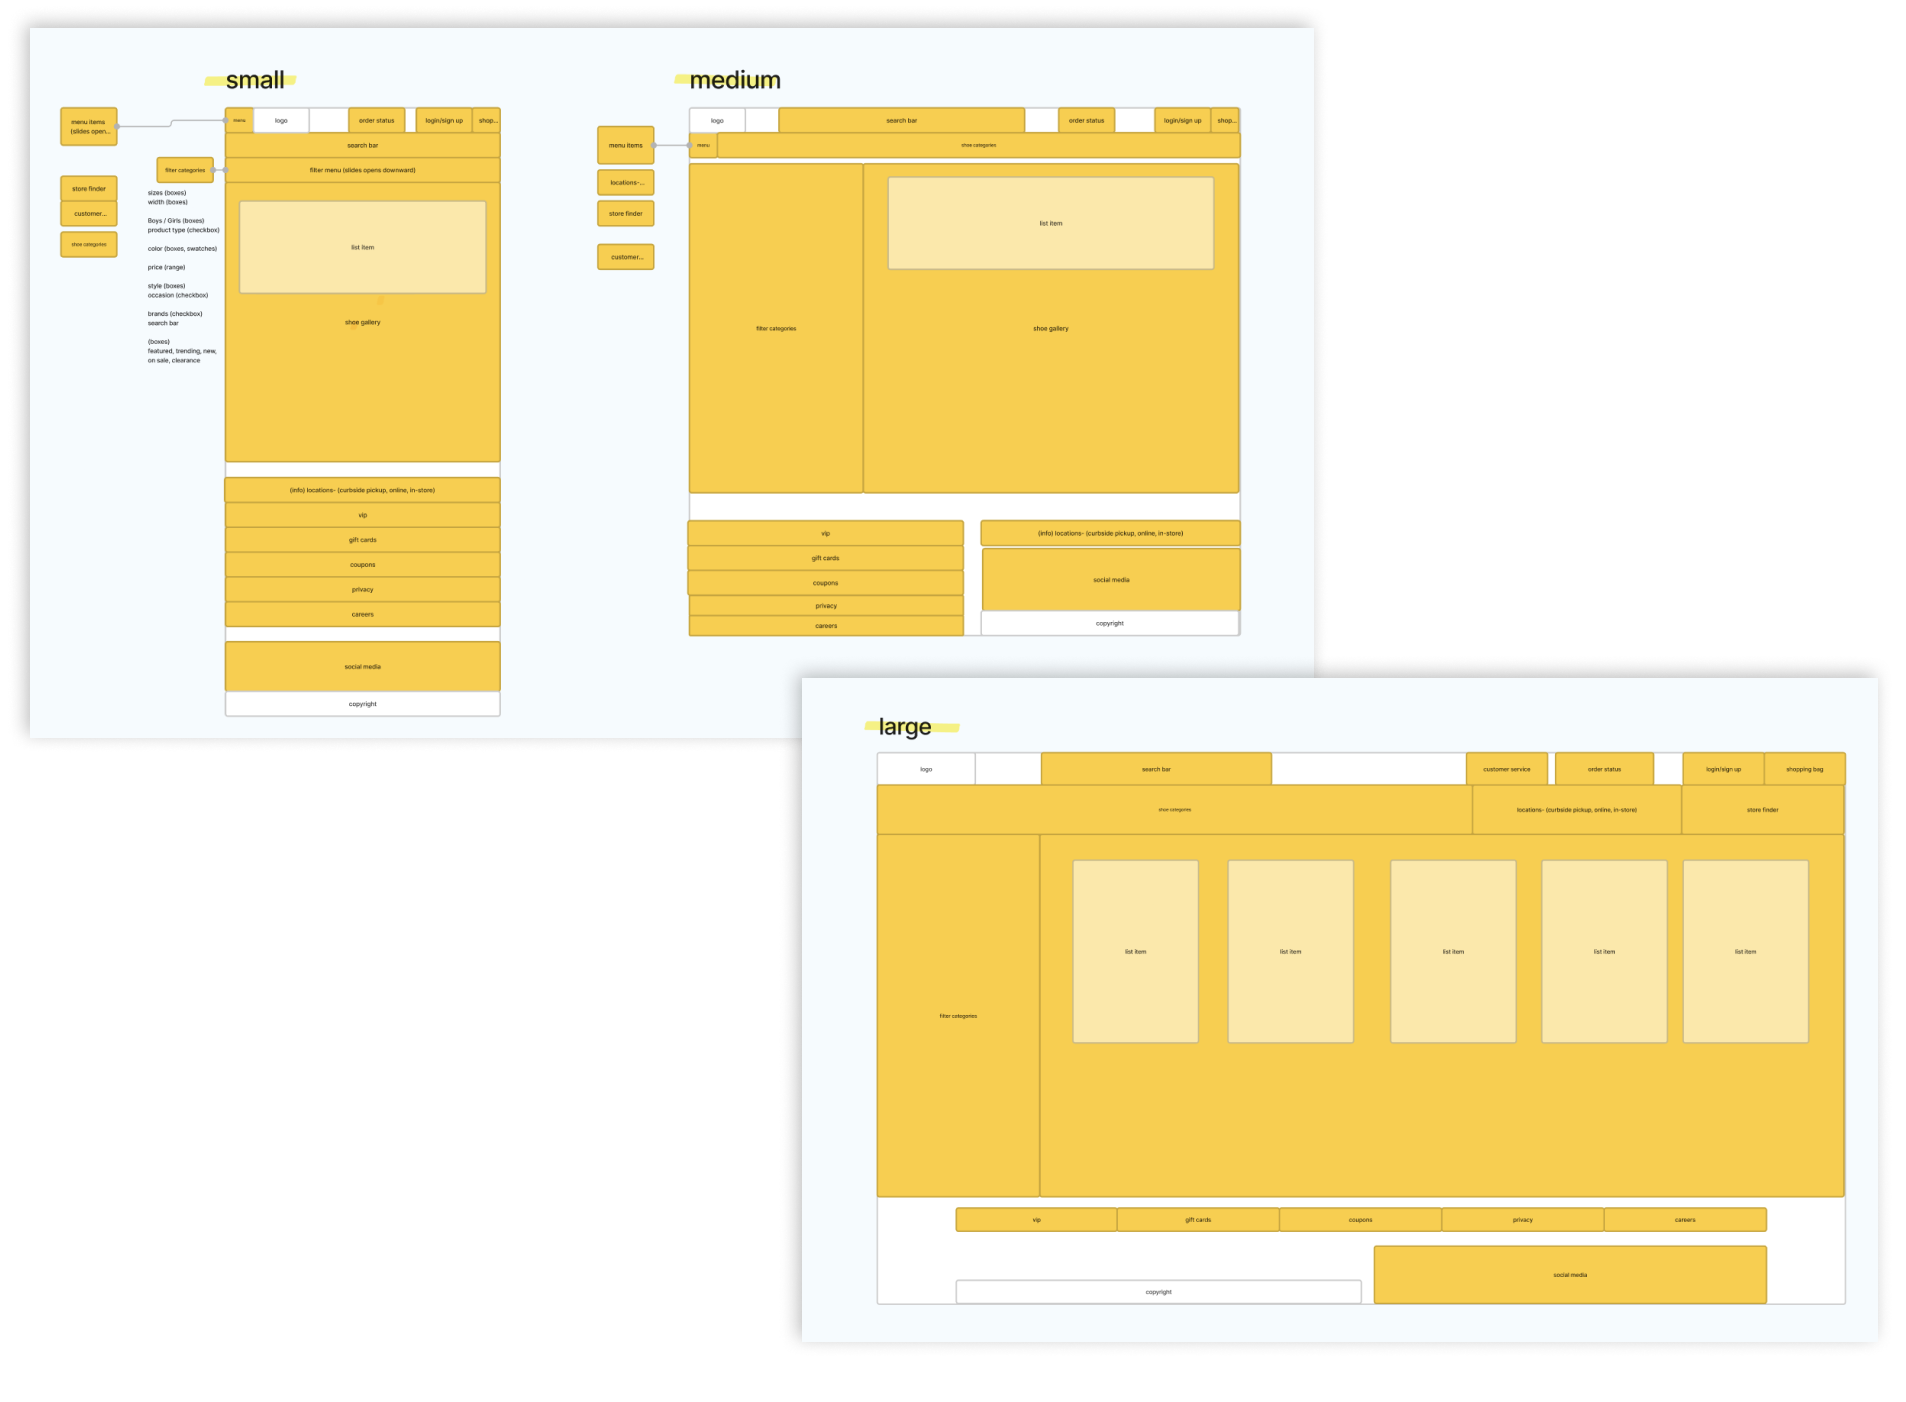 small
menu items
(slides open...
menu
logo
order status
login/sign up
shop...
search bar
filter categories
filter menu (slides opens downward)
store finder
customer...
shoe categories
sizes (boxes)
width (boxes)
Boys / Girls (boxes)
product type (checkbox)
color (boxes, swatches)
price (range)
style (boxes)
occasion (checkbox)
brands (checkbox)
search bar
(boxes)
featured, trending, new,
on sale, clearance
list item
shoe gallery
(info) locations- (curbside pickup, online, in-store)
vip
gift cards
coupons
privacy
careers
social media
copyright
medium
logo
search bar
order status
login/sign up
shop...
menu items
menu
shoe categories
locations-...
store finder
customer...
list item
filter categories
shoe gallery
vip
gift cards
coupons
privacy
careers
(info) locations- (curbside pickup, online, in-store)
social media
copyright
large
logo
search bar
customer service
order status
login/sign up
shopping bag
shoe categories
locations- (curbside pickup, online, in-store)
store finder
filter categories
list item
list item
list item
list item
list item
vip
gift cards
coupons
privacy
careers
social media
copyright